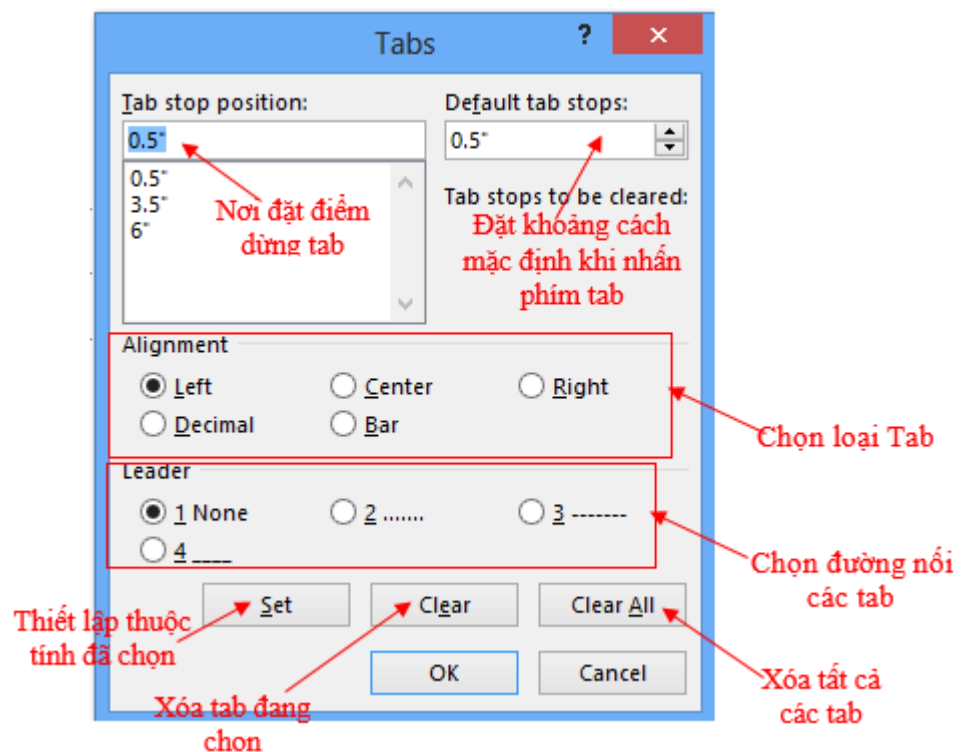 Tabs ? ×
Tab stop position:
Default tab stops:
0.5"
0.5"
0.5"
3.5"
6"
Nơi đặt điểm
dừng tab
Tab stops to be cleared:
Đặt khoảng cách
mặc định khi nhấn
phím tab
Alignment
Left
Center
Right
Decimal
Bar
Chọn loại Tab
Leader
1 None
2 .......
3 -------
4 ____
Chọn đường nối
các tab
Set
Clear
Clear All
Thiết lập thuộc
tính đã chọn
OK
Cancel
Xóa tab đang
chọn
Xóa tất cả
các tab